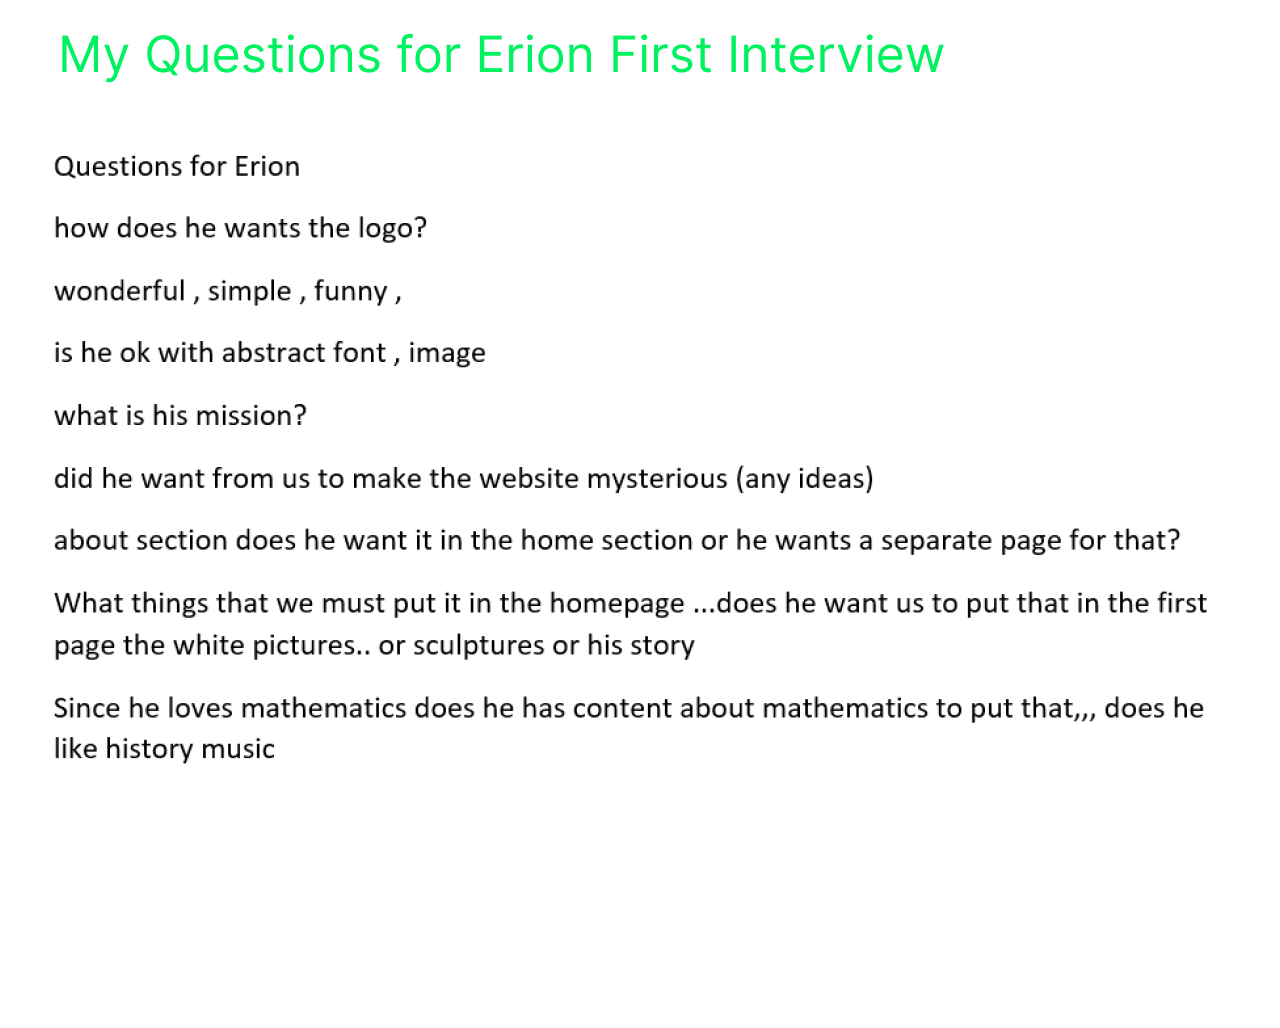 My Questions for Erion First Interview
Questions for Erion
how does he wants the logo?
wonderful , simple , funny ,
is he ok with abstract font , image
what is his mission?
did he want from us to make the website mysterious (any ideas)
about section does he want it in the home section or he wants a separate page for that?
What things that we must put it in the homepage ...does he want us to put that in the first
page the white pictures.. or sculptures or his story
Since he loves mathematics does he has content about mathematics to put that,,, does he
like history music